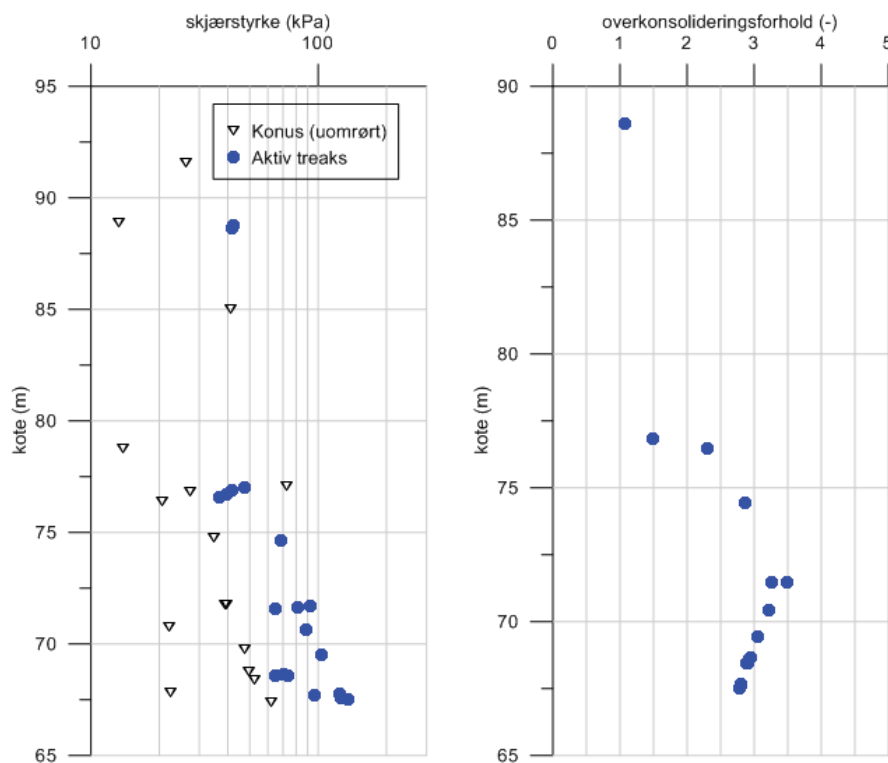 skjærstyrke (kPa)
10 100
95
90
85
80
75
70
65
kote (m)
Konus (uomrørt)
Aktiv treaks
overkonsolideringsforhold (-)
0 1 2 3 4 5
90
85
80
75
70
65
kote (m)